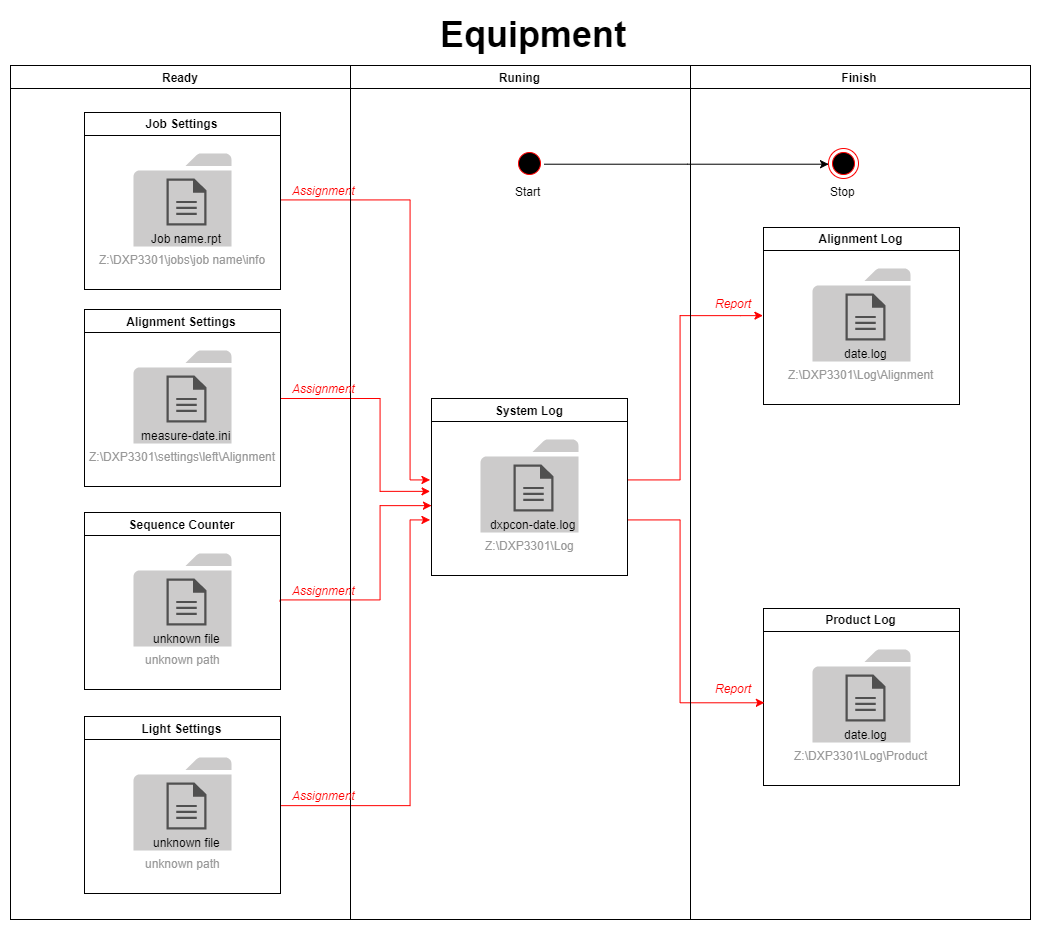 Equipment
Ready
Runing
Finish
Job Settings
Job name.rpt
Z:\DXP3301\jobs\job name\info
Assignment
Alignment Settings
measure-date.ini
Z:\DXP3301\settings\left\Alignment
Assignment
Sequence Counter
unknown file
unknown path
Assignment
Light Settings
unknown file
unknown path
Assignment
Start
System Log
dxpcon-date.log
Z:\DXP3301\Log
Stop
Alignment Log
Report
date.log
Z:\DXP3301\Log\Alignment
Product Log
Report
date.log
Z:\DXP3301\Log\Product